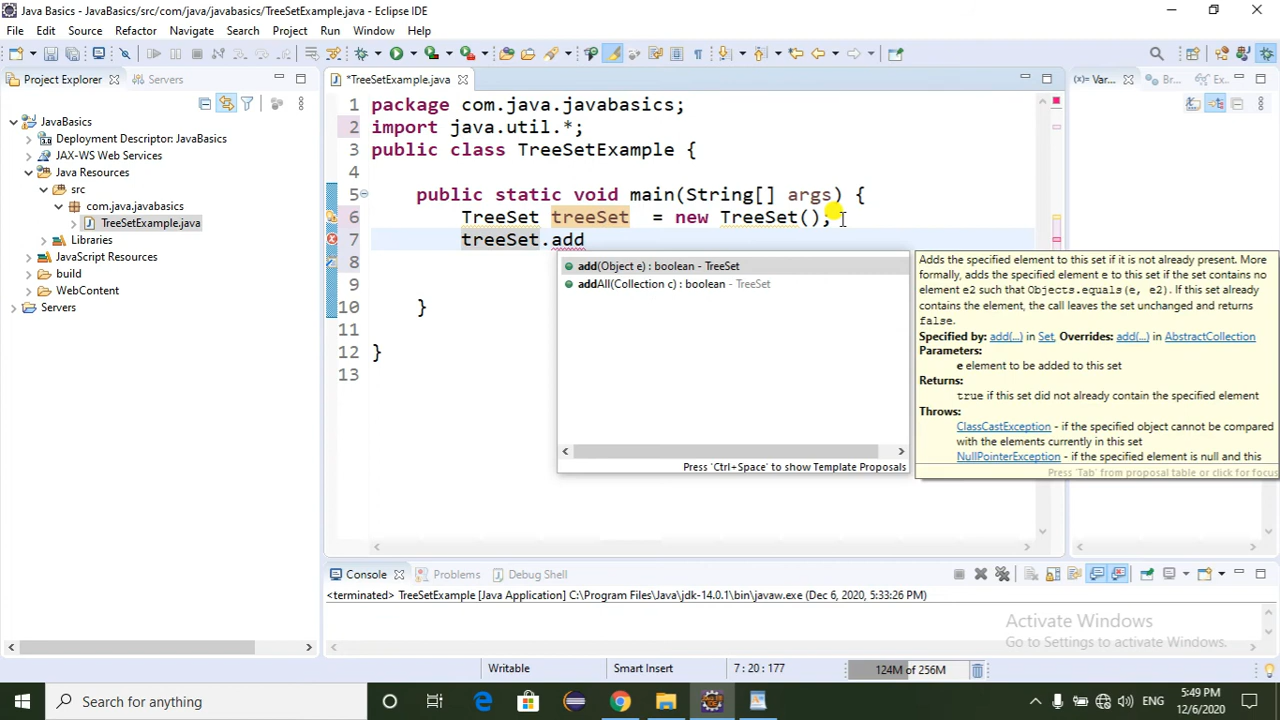 Java Basics - JavaBasics/src/com/java/javabasics/TreeSetExample.java - Eclipse IDE
File Edit Source Refactor Navigate Search Project Run Window Help
Project Explorer
Servers
*TreeSetExample.java
Var...
Br...
Ex...
JavaBasics
Deployment Descriptor: JavaBasics
JAX-WS Web Services
Java Resources
src
com.java.javabasics
TreeSetExample.java
Libraries
JavaScript Resources
build
WebContent
Servers
1 package com.java.javabasics;
2 import java.util.*;
3 public class TreeSetExample {
4
5 public static void main(String[] args) {
6 TreeSet treeSet = new TreeSet();
7 treeSet.add
8
9
10 }
11
12 }
13
add(Object e) : boolean - TreeSet
addAll(Collection c) : boolean - TreeSet
Press 'Ctrl+Space' to show Template Proposals
Adds the specified element to this set if it is not already present. More
formally, adds the specified element e to this set if the set contains no
element e2 such that Objects.equals(e, e2). If this set already
contains the element, the call leaves the set unchanged and returns
false.
Specified by: add(...) in Set, Overrides: add(...) in AbstractCollection
Parameters:
e element to be added to this set
Returns:
true if this set did not already contain the specified element
Throws:
ClassCastException - if the specified object cannot be compared
with the elements currently in this set
NullPointerException - if the specified element is null and this
Press 'Tab' from proposal table or click for focus
Console
Problems
Debug Shell
<terminated> TreeSetExample [Java Application] C:\Program Files\Java\jdk-14.0.1\bin\javaw.exe (Dec 6, 2020, 5:33:26 PM)
Activate Windows
Go to Settings to activate Windows.
Writable
Smart Insert
7 : 20 : 177
124M of 256M
Search for anything
ENG
5:49 PM
12/6/2020